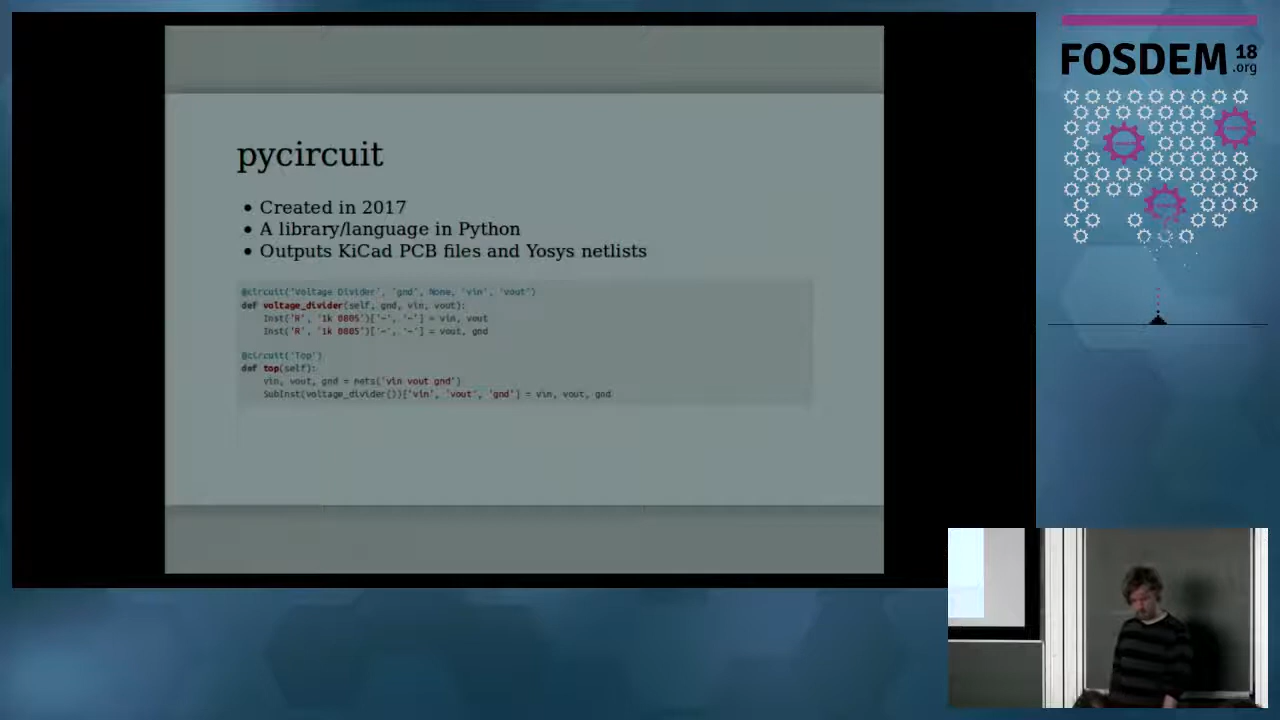 pycircuit
• Created in 2017
• A library/language in Python
• Outputs KiCad PCB files and Yosys netlists
@circuit('Voltage Divider', 'gnd', None, 'vin', 'vout')
def voltage_divider(self, gnd, vin, vout):
    Inst('R', '1k 0805')['~', '~'] = vin, vout
    Inst('R', '1k 0805')['~', '~'] = vout, gnd
@circuit('Top')
def top(self):
    vin, vout, gnd = nets('vin vout gnd')
    SubInst(voltage_divider())['vin', 'vout', 'gnd'] = vin, vout, gnd
FOSDEM 18
.org